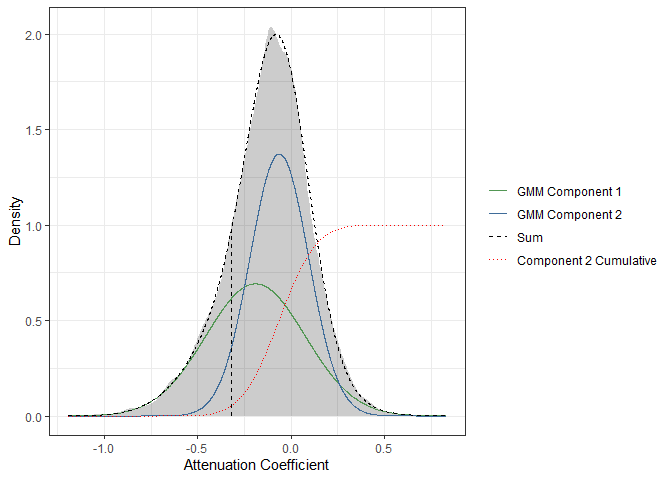 2.0
1.5
1.0
0.5
0.0
Density
-1.0
-0.5
0.0
0.5
Attenuation Coefficient
GMM Component 1
GMM Component 2
Sum
Component 2 Cumulative